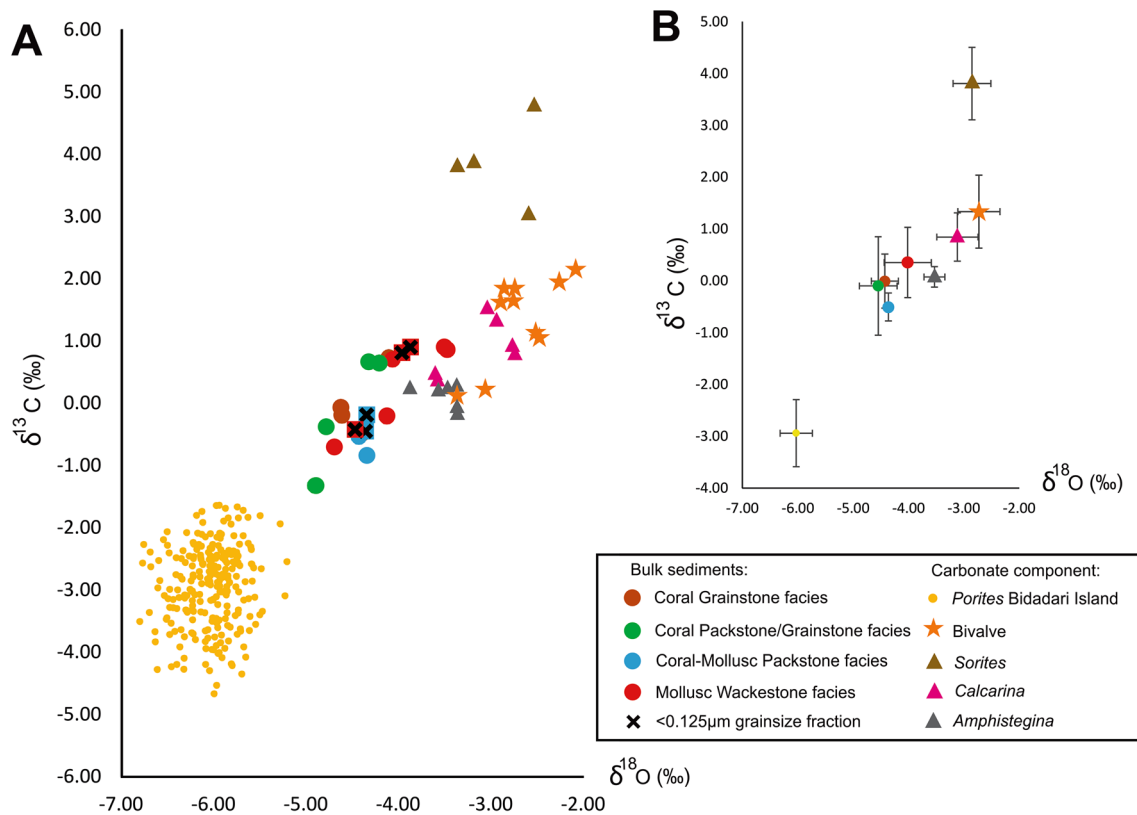 A
6.00
5.00
4.00
3.00
2.00
1.00
0.00
-1.00
-2.00
-3.00
-4.00
-5.00
-6.00
δ13C (‰)
-7.00 -6.00 -5.00 -4.00 -3.00 -2.00
δ18O (‰)
B
5.00
4.00
3.00
2.00
1.00
0.00
-1.00
-2.00
-3.00
-4.00
δ13C (‰)
-7.00 -6.00 -5.00 -4.00 -3.00 -2.00
δ18O (‰)
Bulk sediments:
Coral Grainstone facies
Coral Packstone/Grainstone facies
Coral-Mollusc Packstone facies
Mollusc Wackestone facies
<0.125µm grainsize fraction
Carbonate component:
Porites Bidadari Island
Bivalve
Sorites
Calcarina
Amphistegina